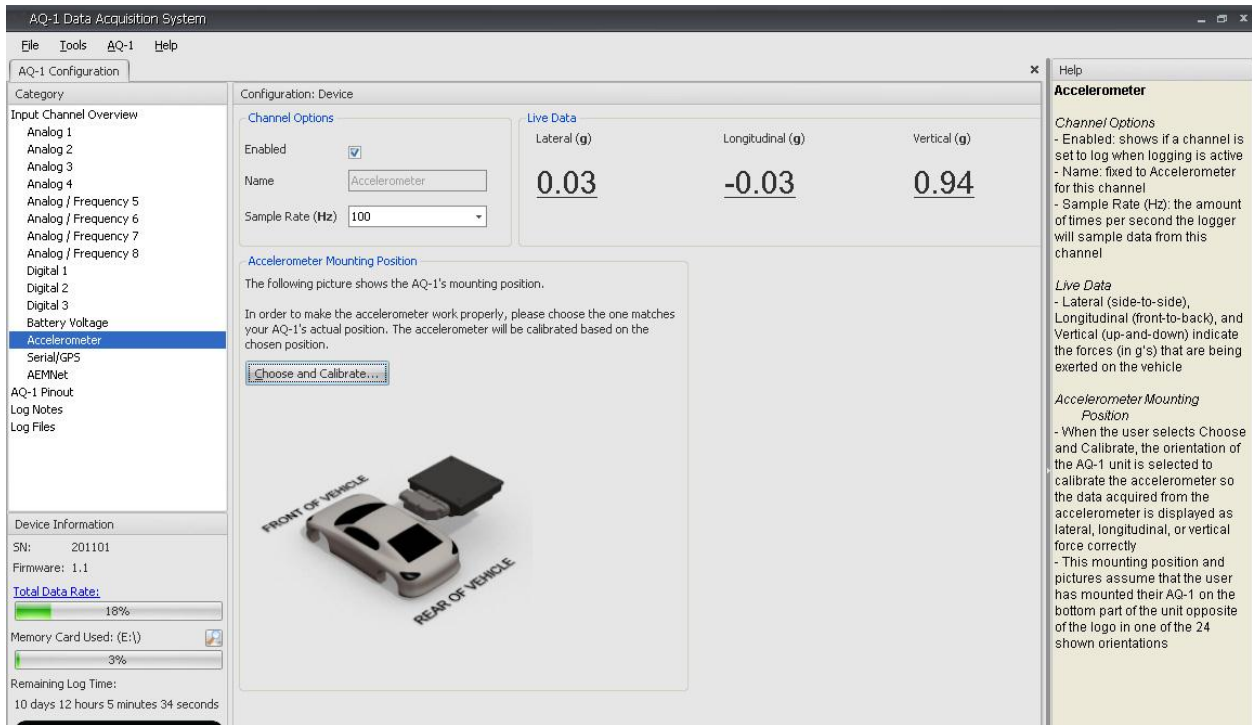 AQ-1 Data Acquisition System
File Tools AQ-1 Help
AQ-1 Configuration
Category
Input Channel Overview
Analog 1
Analog 2
Analog 3
Analog 4
Analog / Frequency 5
Analog / Frequency 6
Analog / Frequency 7
Analog / Frequency 8
Digital 1
Digital 2
Digital 3
Battery Voltage
Accelerometer
Serial/GPS
AEMNet
AQ-1 Pinout
Log Notes
Log Files
Device Information
SN: 201101
Firmware: 1.1
Total Data Rate:
18%
Memory Card Used: (E:\)
3%
Remaining Log Time:
10 days 12 hours 5 minutes 34 seconds
Configuration: Device
Channel Options
Enabled
Name Accelerometer
Sample Rate (Hz) 100
Live Data
Lateral (g) Longitudinal (g) Vertical (g)
0.03 -0.03 0.94
Accelerometer Mounting Position
The following picture shows the AQ-1's mounting position.
In order to make the accelerometer work properly, please choose the one matches
your AQ-1's actual position. The accelerometer will be calibrated based on the
chosen position.
Choose and Calibrate...
FRONT OF VEHICLE
REAR OF VEHICLE
Help
Accelerometer
Channel Options
- Enabled: shows if a channel is
set to log when logging is active
- Name: fixed to Accelerometer
for this channel
- Sample Rate (Hz): the amount
of times per second the logger
will sample data from this
channel
Live Data
- Lateral (side-to-side),
Longitudinal (front-to-back), and
Vertical (up-and-down) indicate
the forces (in g's) that are being
exerted on the vehicle
Accelerometer Mounting
Position
- When the user selects Choose
and Calibrate, the orientation of
the AQ-1 unit is selected to
calibrate the accelerometer so
the data acquired from the
accelerometer is displayed as
lateral, longitudinal, or vertical
force correctly
- This mounting position and
pictures assume that the user
has mounted their AQ-1 on the
bottom part of the unit opposite
of the logo in one of the 24
shown orientations